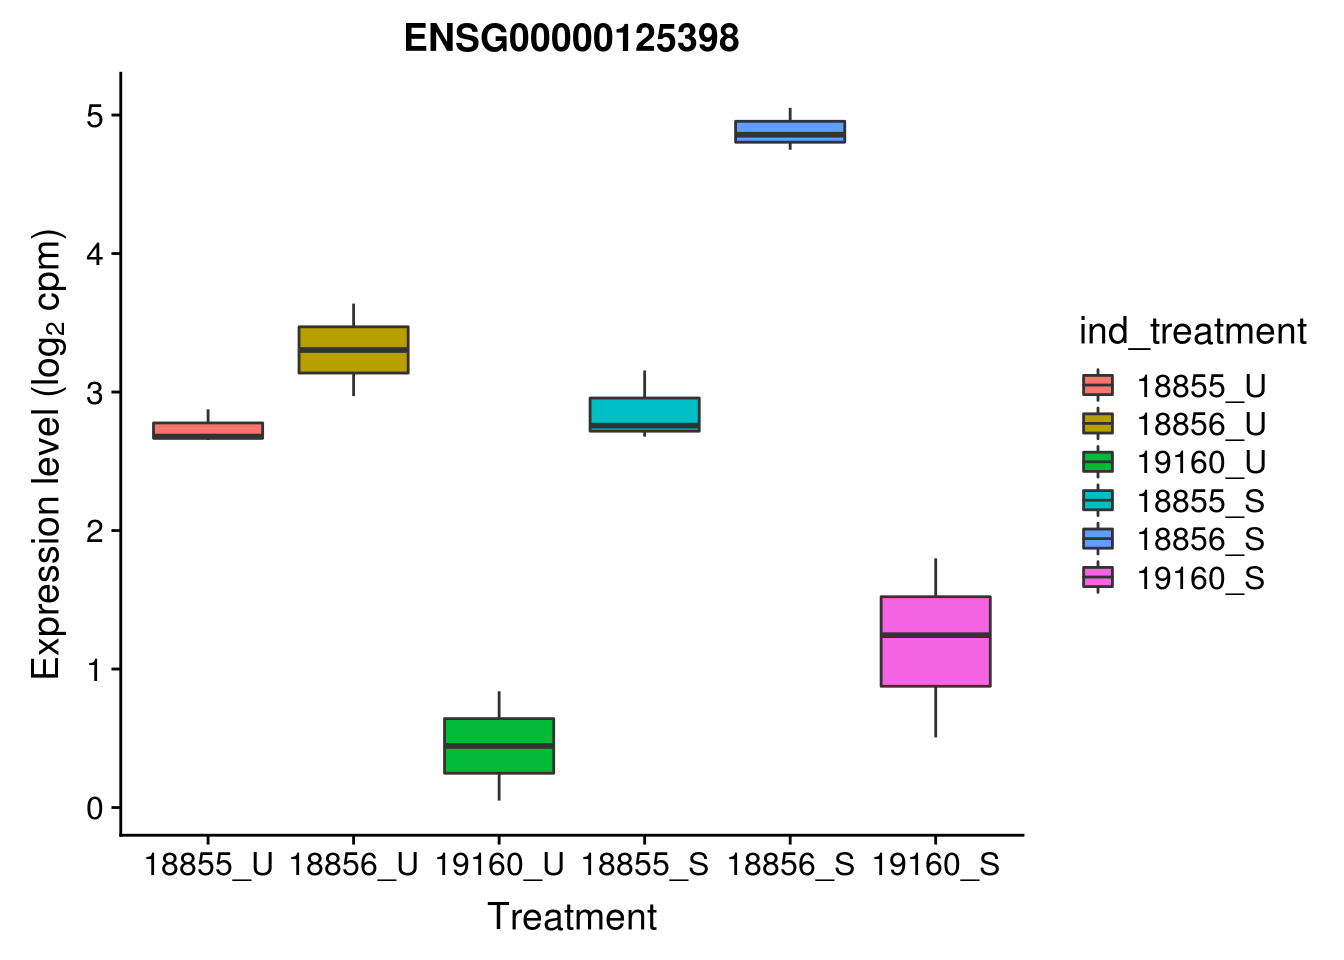 ENSG00000125398
Expression level (log₂ cpm)
5
4
3
2
1
0
18855_U 18856_U 19160_U 18855_S 18856_S 19160_S
Treatment
ind_treatment
18855_U
18856_U
19160_U
18855_S
18856_S
19160_S